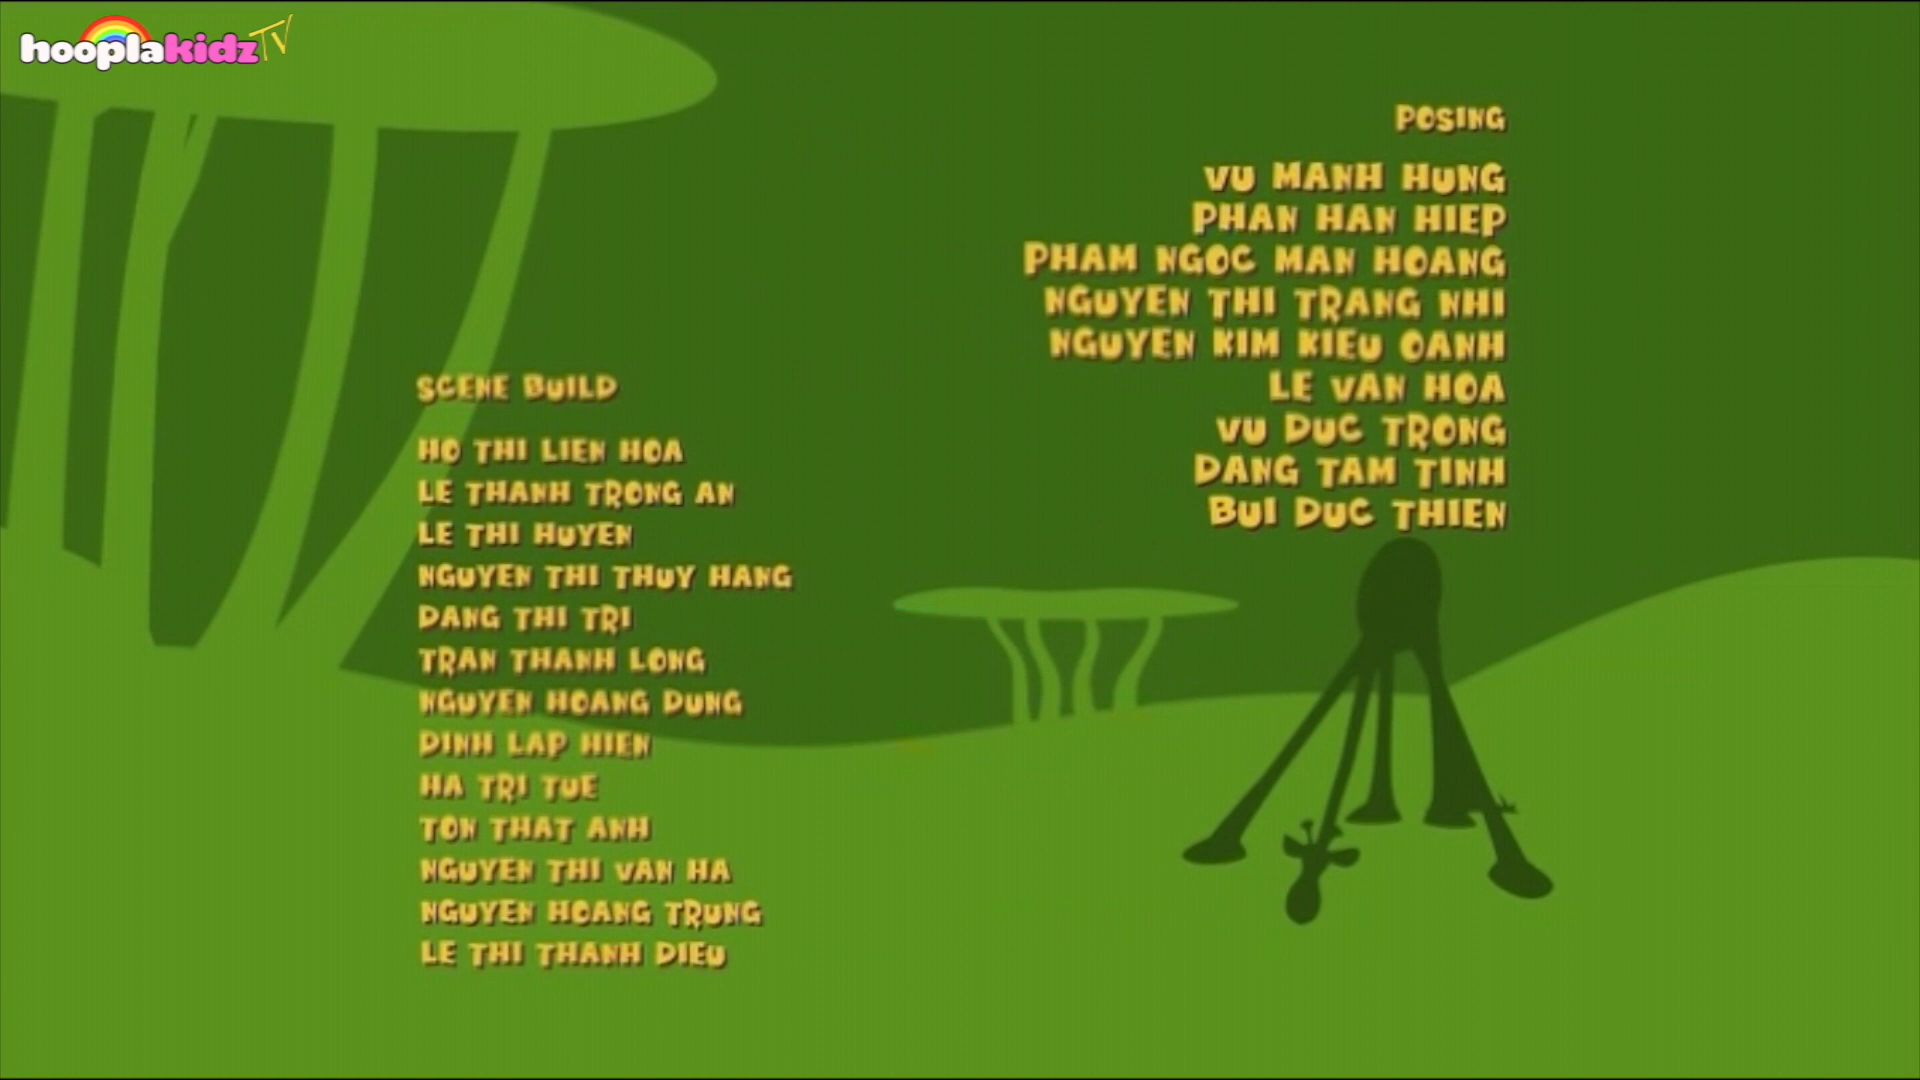 hooplakidz TV
POSING
VU MANH HUNG
PHAN HAN HIEP
PHAM NGOC MAN HOANG
NGUYEN THI TRANG NHI
NGUYEN KIM KIEU OANH
LE VAN HOA
VU DUC TRONG
DANG TAM TINH
BUI DUC THIEN
SCENE BUILD
HO THI LIEN HOA
LE THANH TRONG AN
LE THI HUYEN
NGUYEN THI THUY HANG
DANG THI TRI
TRAN THANH LONG
NGUYEN HOANG DUNG
DINH LAP HIEN
HA TRI TUE
TON THAT ANH
NGUYEN THI VAN HA
NGUYEN HOANG TRUNG
LE THI THANH DIEU